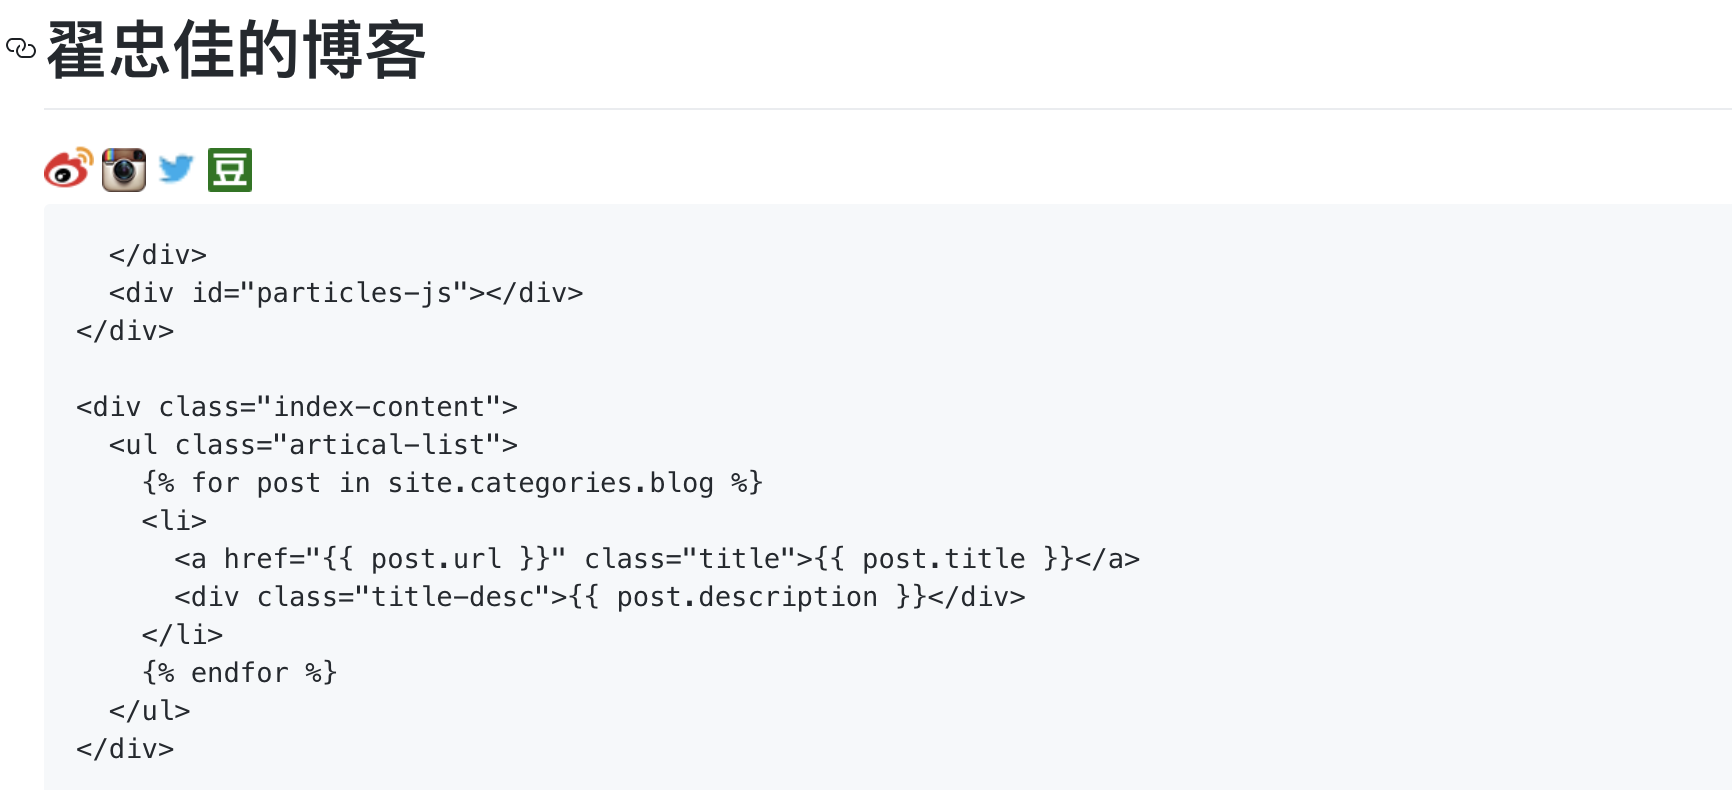 翟忠佳的博客
豆
  </div>
  <div id="particles-js"></div>
</div>

<div class="index-content">
  <ul class="artical-list">
    {% for post in site.categories.blog %}
    <li>
      <a href="{{ post.url }}" class="title">{{ post.title }}</a>
      <div class="title-desc">{{ post.description }}</div>
    </li>
    {% endfor %}
  </ul>
</div>